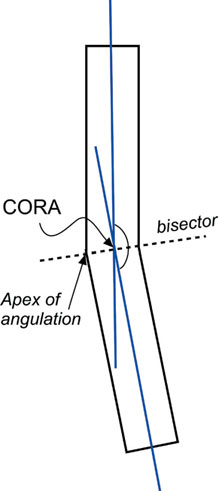 CORA
bisector
Apex of
angulation